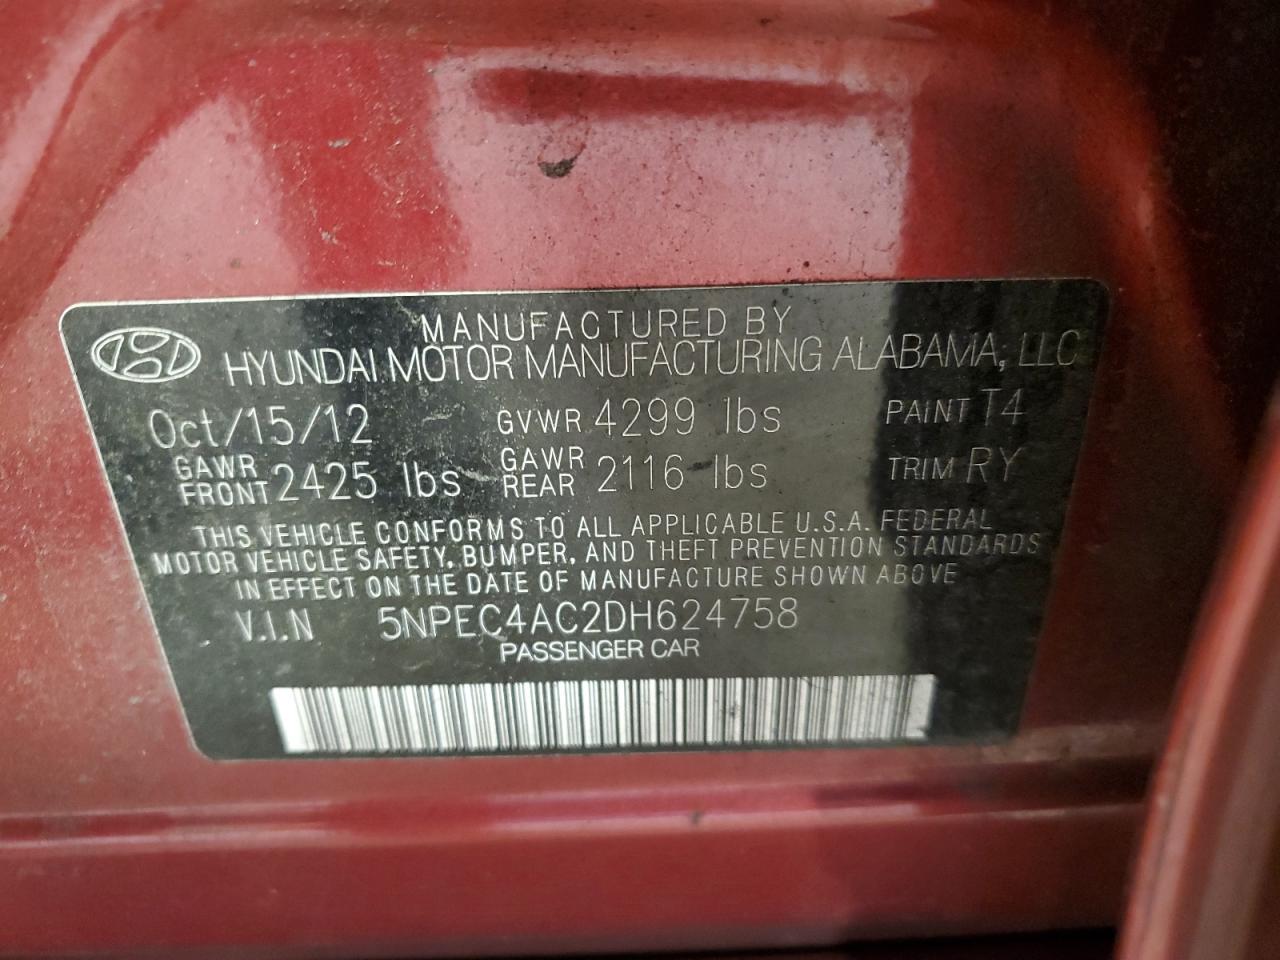 MANUFACTURED BY
HYUNDAI MOTOR MANUFACTURING ALABAMA, LLC
Oct/15/12 GVWR 4299 lbs PAINT T4
GAWR FRONT 2425 lbs GAWR REAR 2116 lbs TRIM RY
THIS VEHICLE CONFORMS TO ALL APPLICABLE U.S.A. FEDERAL
MOTOR VEHICLE SAFETY, BUMPER, AND THEFT PREVENTION STANDARDS
IN EFFECT ON THE DATE OF MANUFACTURE SHOWN ABOVE
V.I.N 5NPEC4AC2DH624758
PASSENGER CAR